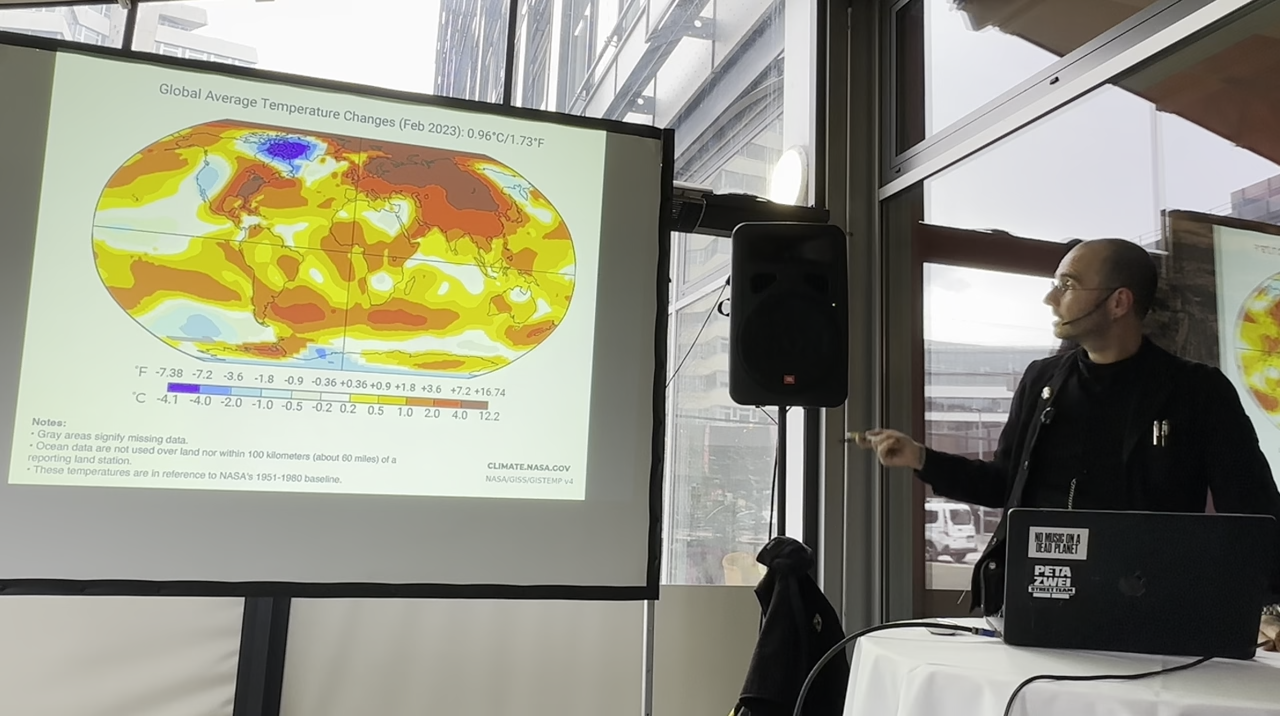 Global Average Temperature Changes (Feb 2023): 0.96°C/1.73°F
°F -7.38 -7.2 -3.6 -1.8 -0.9 -0.36 +0.36 +0.9 +1.8 +3.6 +7.2 +16.74
°C -4.1 -4.0 -2.0 -1.0 -0.5 -0.2 0.2 0.5 1.0 2.0 4.0 12.2
Notes:
• Gray areas signify missing data.
• Ocean data are not used over land nor within 100 kilometers (about 60 miles) of a
reporting land station.
• These temperatures are in reference to NASA's 1951-1980 baseline.
CLIMATE.NASA.GOV
NASA/GISS/GISTEMP v4
JBL
NO MUSIC ON A
DEAD PLANET
PETA
ZWEI
STREET TEAM